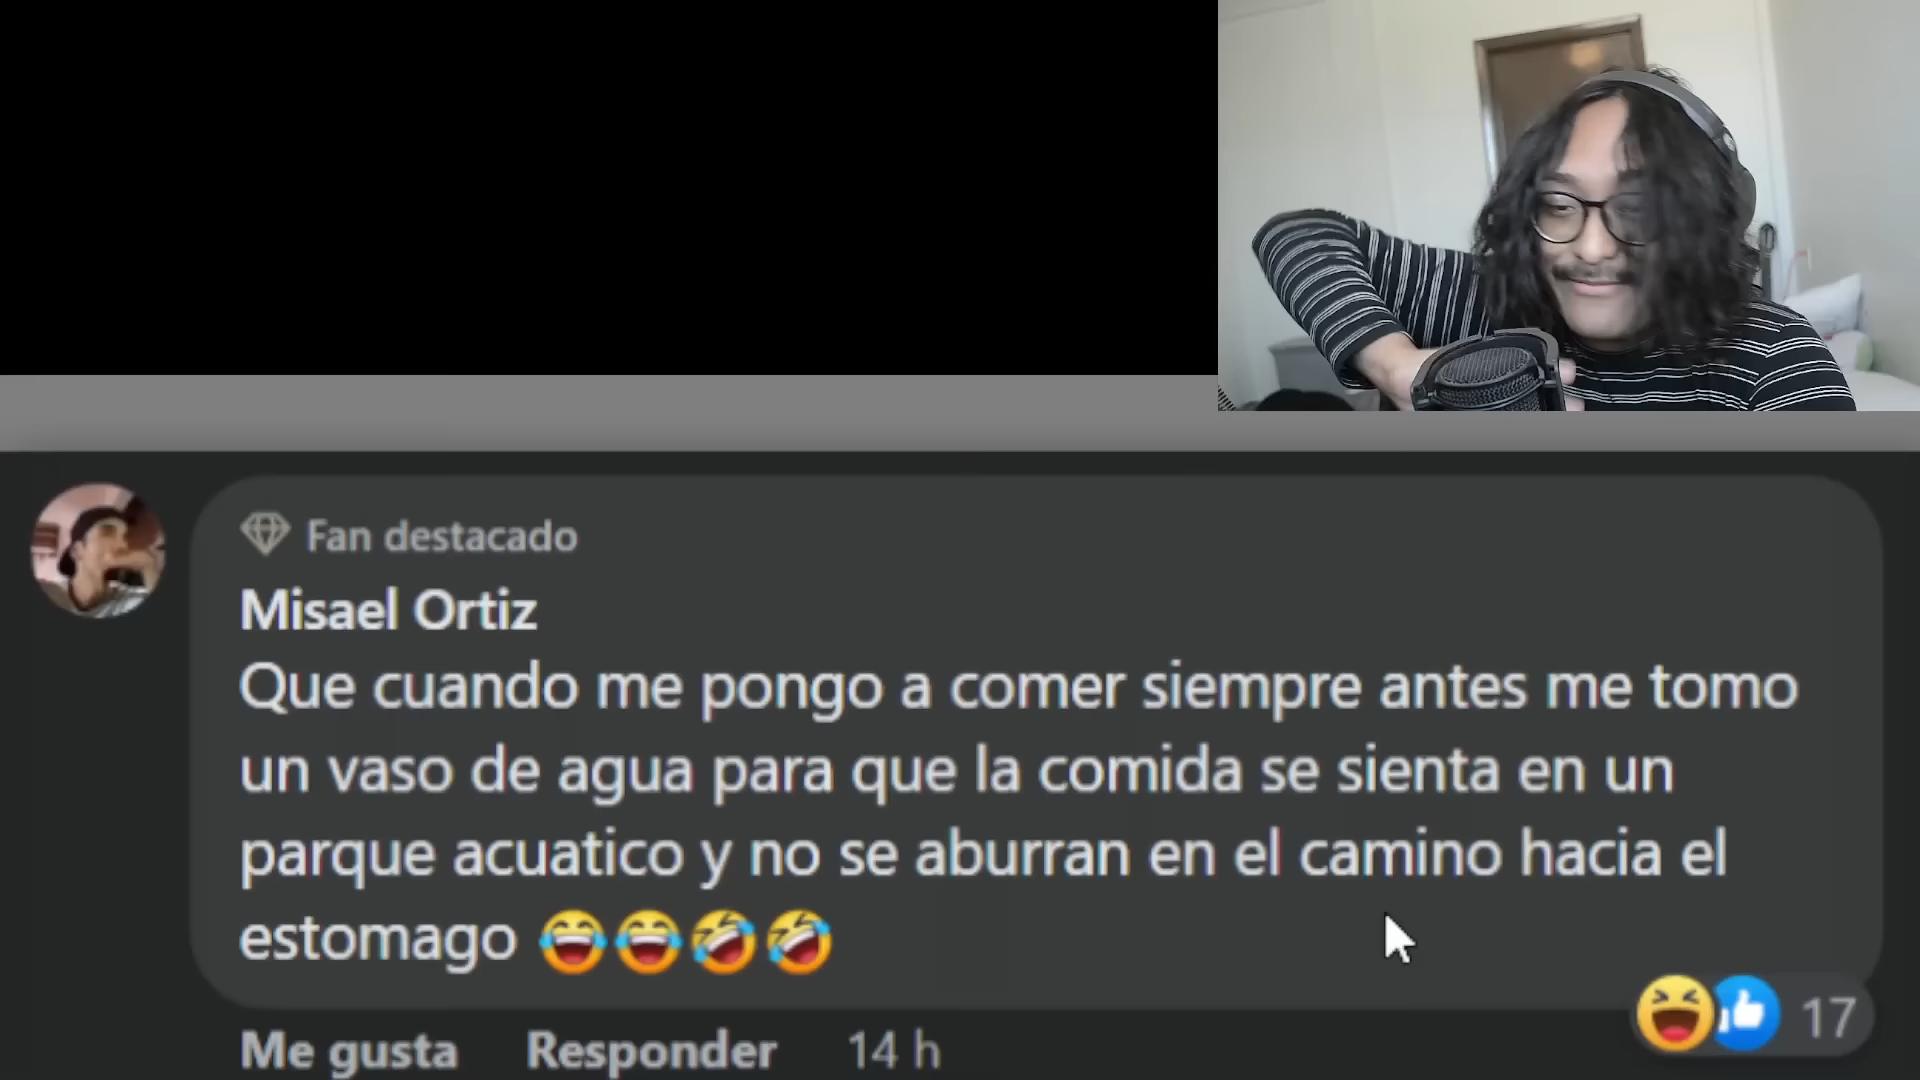 Fan destacado
Misael Ortiz
Que cuando me pongo a comer siempre antes me tomo
un vaso de agua para que la comida se sienta en un
parque acuatico y no se aburran en el camino hacia el
estomago 😂😂🤣🤣
17
Me gusta Responder 14 h